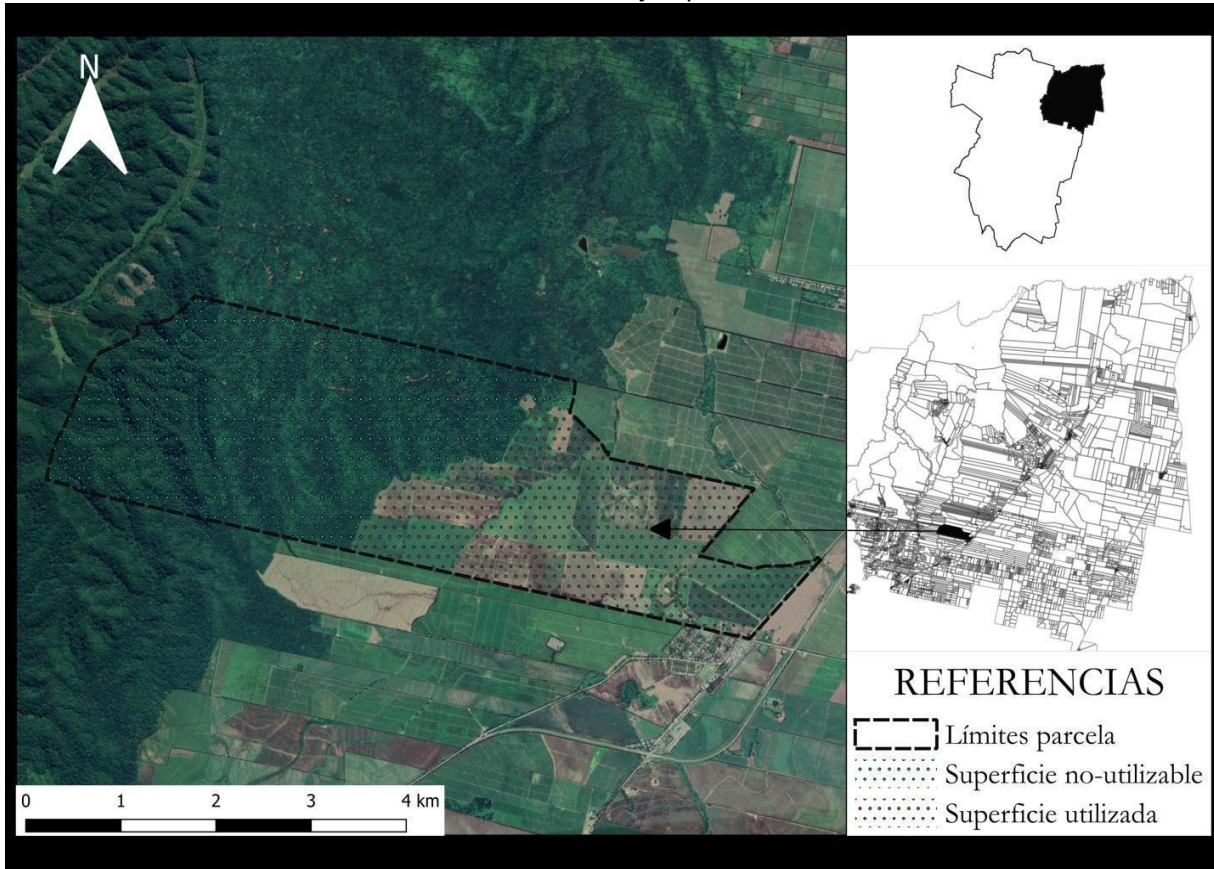 N
0 1 2 3 4 km
REFERENCIAS
Límites parcela
Superficie no-utilizable
Superficie utilizada